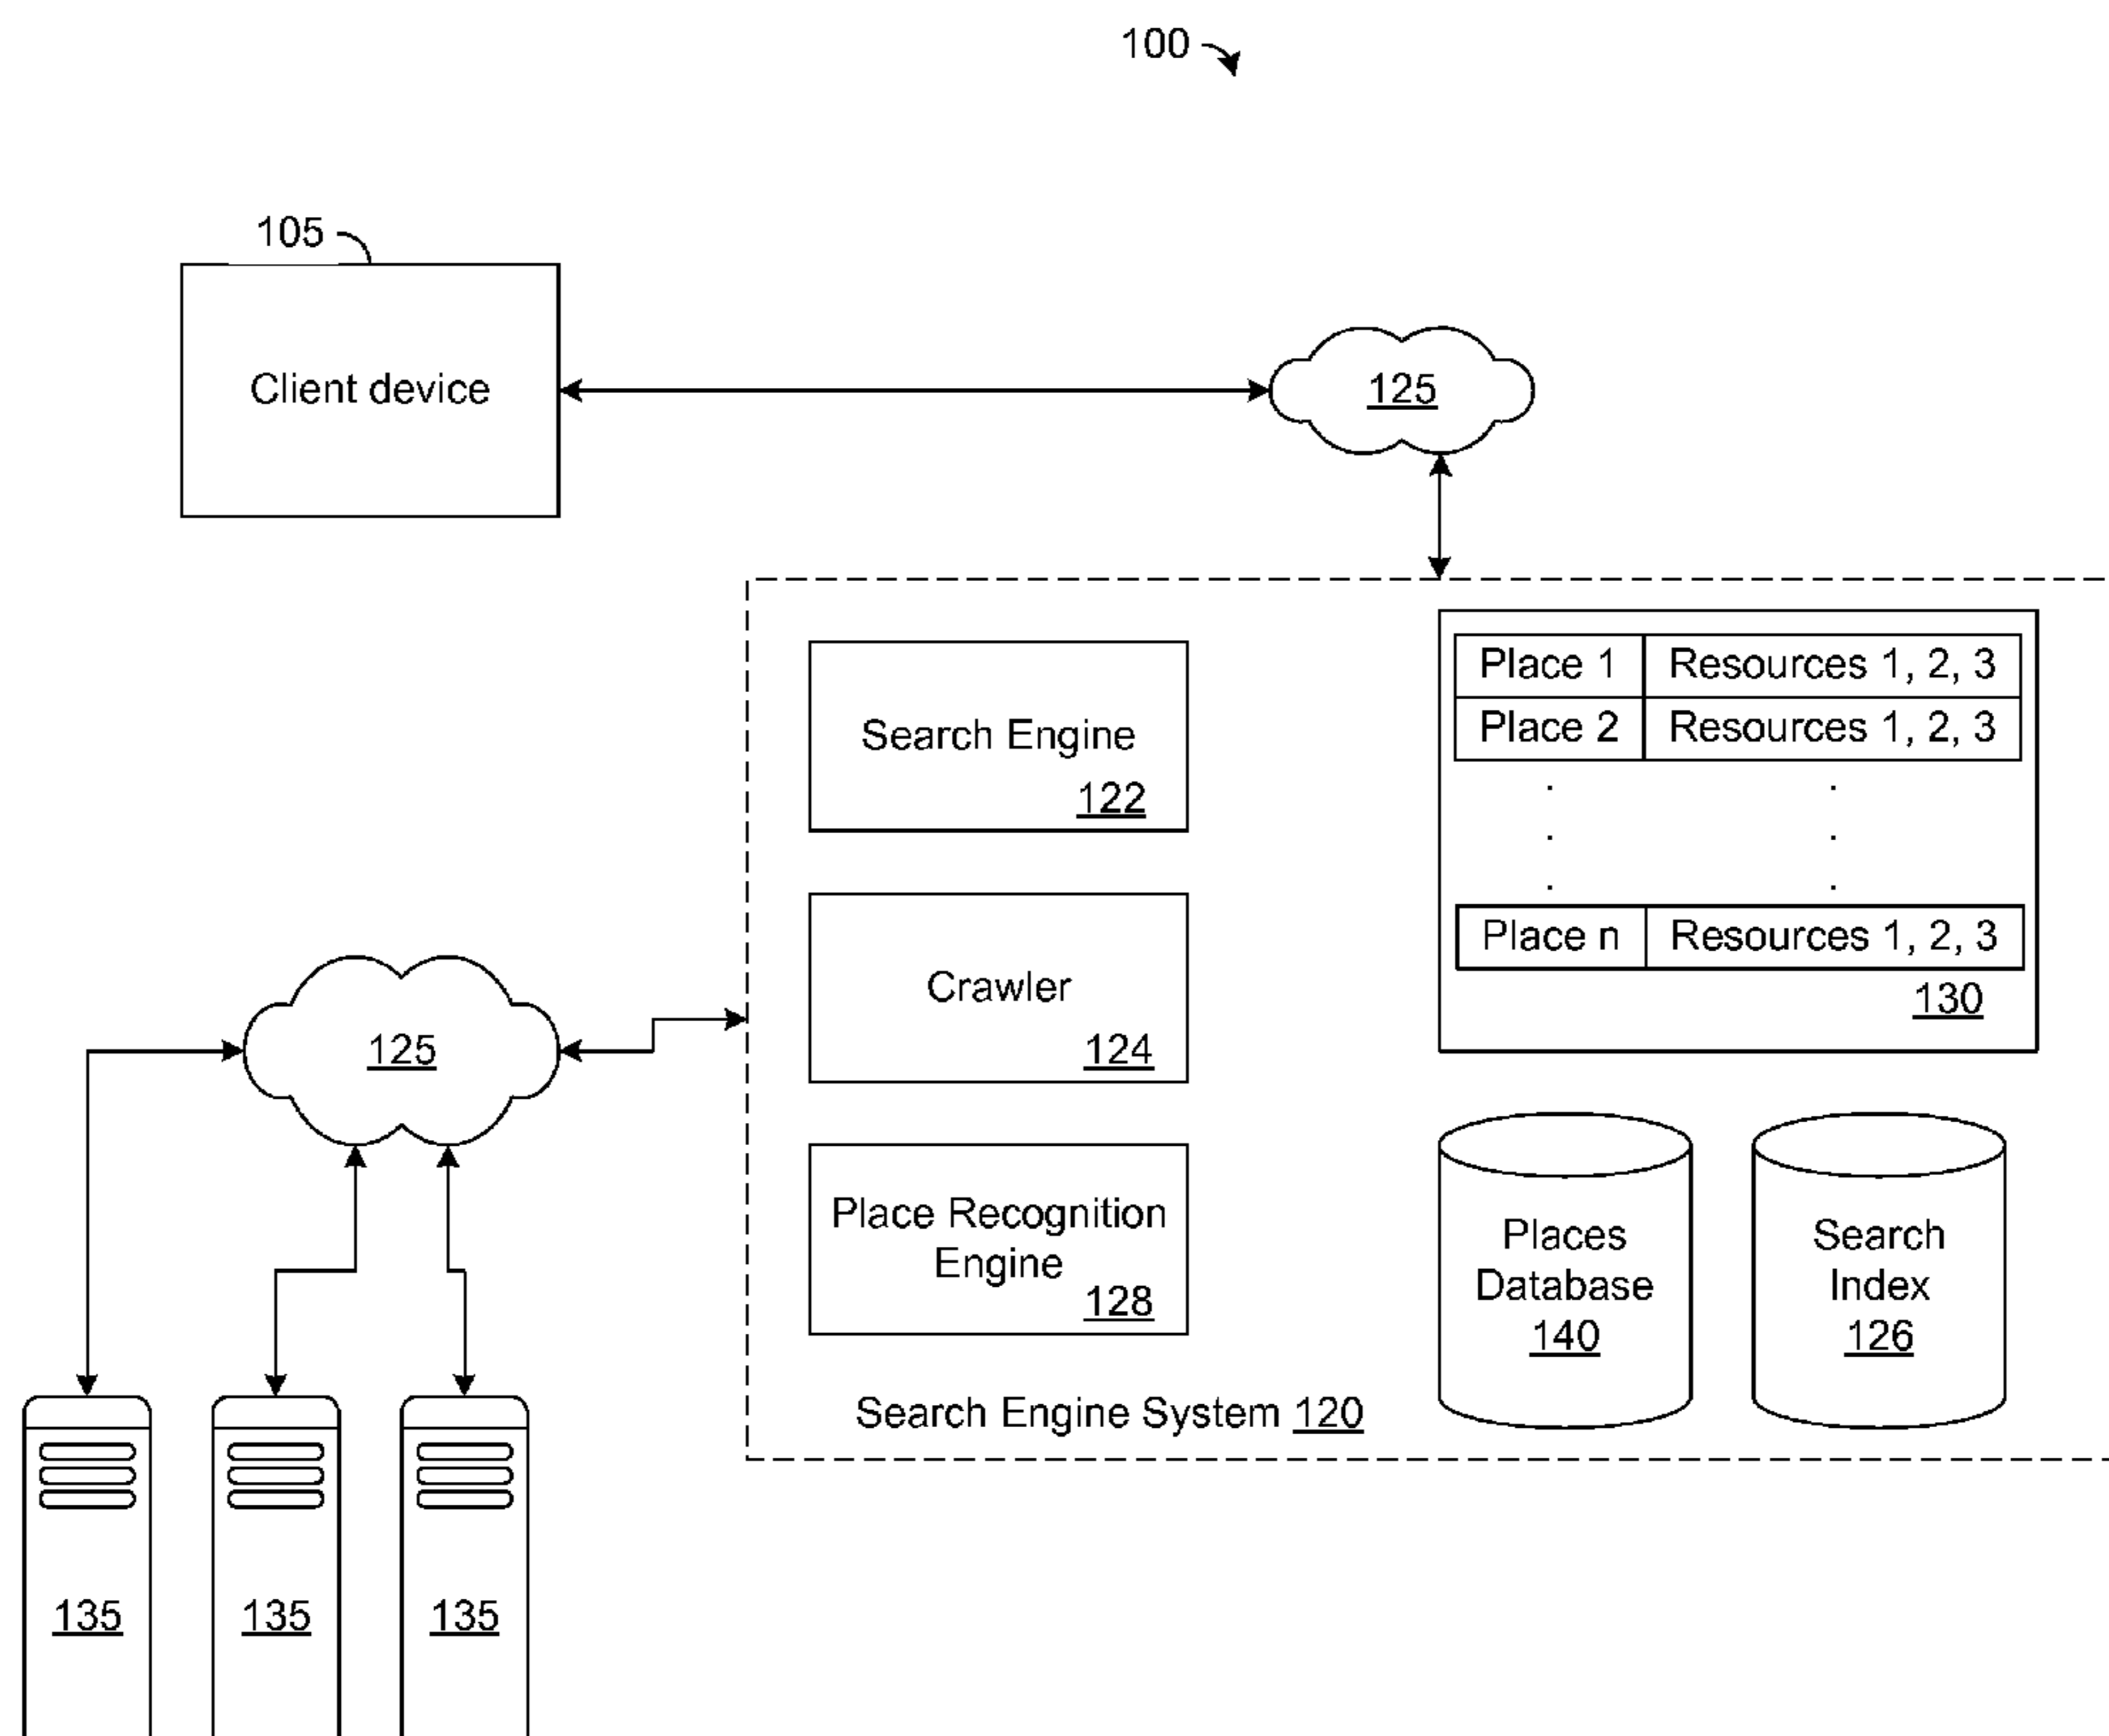 100
105
Client device
125
Search Engine
122
Place 1 Resources 1, 2, 3
Place 2 Resources 1, 2, 3
. .
. .
. .
Place n Resources 1, 2, 3
130
Crawler
124
125
Place Recognition
Engine
128
Places
Database
140
Search
Index
126
Search Engine System 120
135 135 135